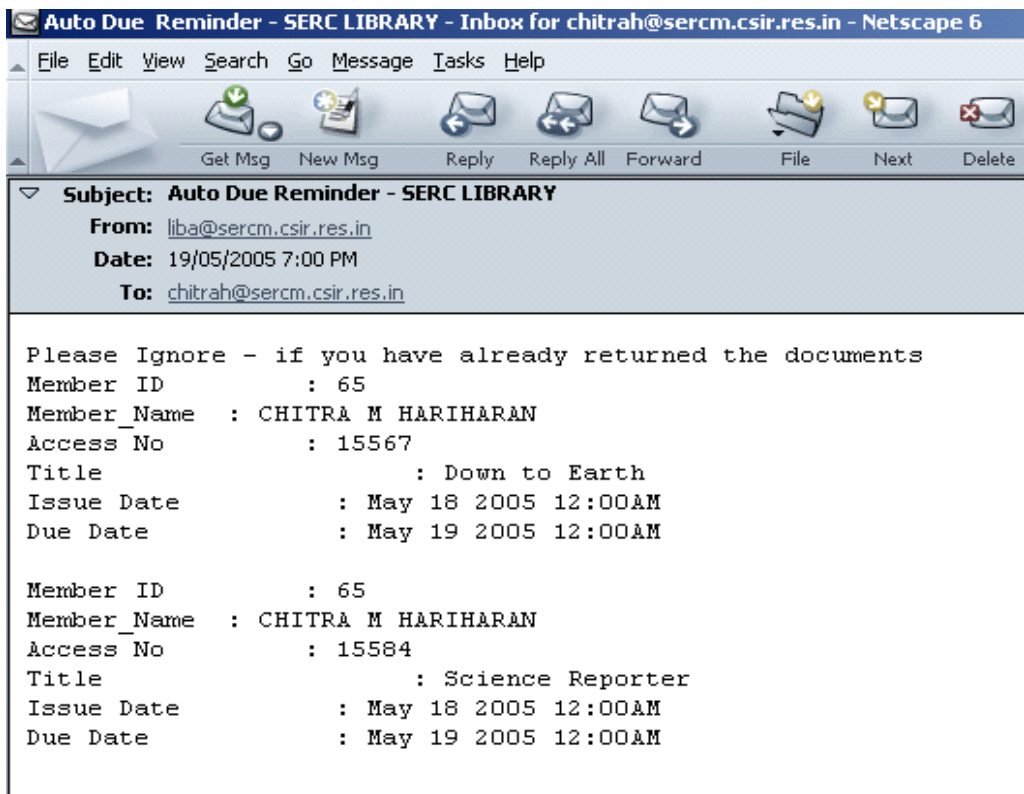 Auto Due Reminder - SERC LIBRARY - Inbox for chitrah@sercm.csir.res.in - Netscape 6
File Edit View Search Go Message Tasks Help
Get Msg New Msg Reply Reply All Forward File Next Delete
Subject: Auto Due Reminder - SERC LIBRARY
From: liba@sercm.csir.res.in
Date: 19/05/2005 7:00 PM
To: chitrah@sercm.csir.res.in
Please Ignore - if you have already returned the documents
Member ID : 65
Member_Name : CHITRA M HARIHARAN
Access No : 15567
Title : Down to Earth
Issue Date : May 18 2005 12:00AM
Due Date : May 19 2005 12:00AM
Member ID : 65
Member_Name : CHITRA M HARIHARAN
Access No : 15584
Title : Science Reporter
Issue Date : May 18 2005 12:00AM
Due Date : May 19 2005 12:00AM